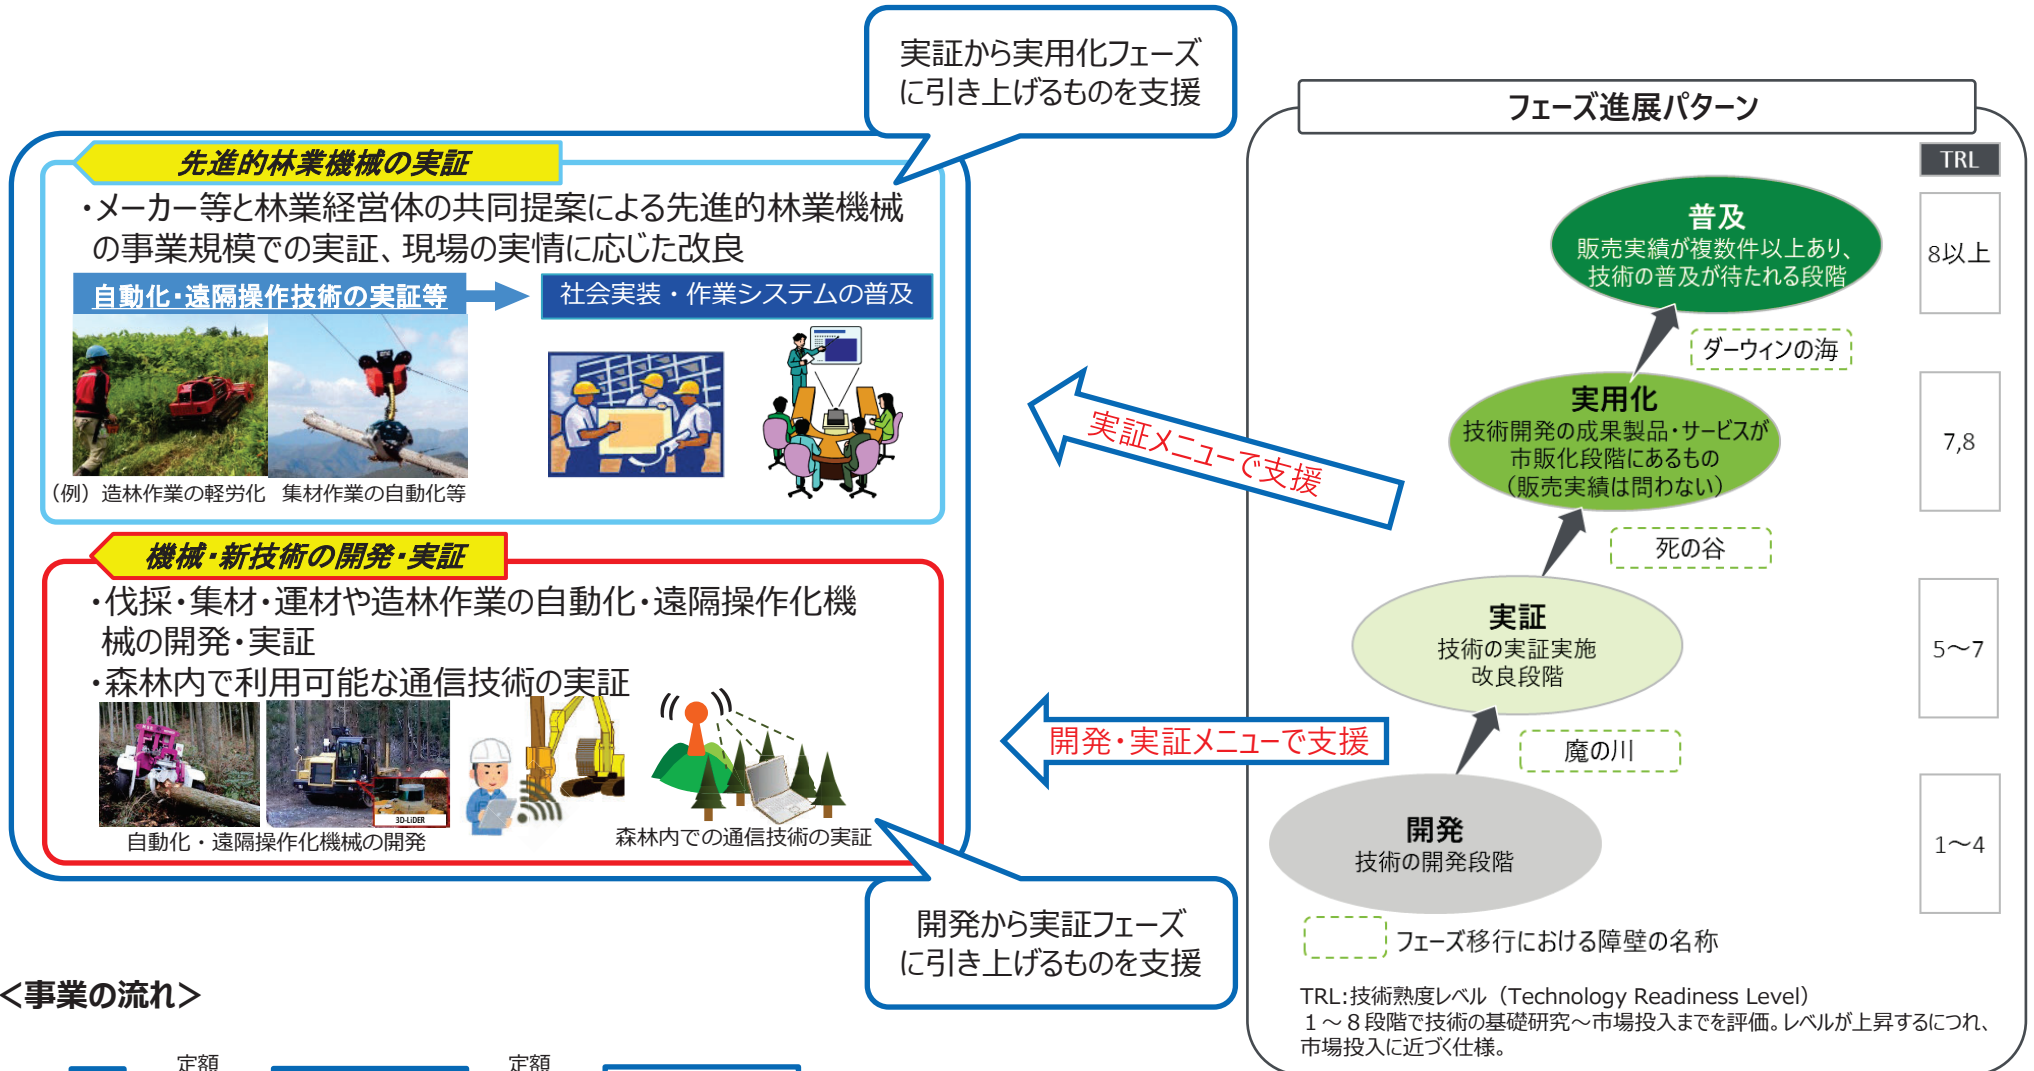 実証から実用化フェーズ
に引き上げるものを支援
先進的林業機械の実証
・メーカー等と林業経営体の共同提案による先進的林業機械
の事業規模での実証、現場の実情に応じた改良
自動化・遠隔操作技術の実証等
社会実装・作業システムの普及
（例）造林作業の軽労化
集材作業の自動化等
機械・新技術の開発・実証
・伐採・集材・運材や造林作業の自動化・遠隔操作化機
械の開発・実証
・森林内で利用可能な通信技術の実証
3D-LiDER
自動化・遠隔操作化機械の開発
森林内での通信技術の実証
開発から実証フェーズ
に引き上げるものを支援
実証メニューで支援
開発・実証メニューで支援
フェーズ進展パターン
TRL
普及
販売実績が複数件以上あり、
技術の普及が待たれる段階
8以上
ダーウィンの海
実用化
技術開発の成果製品・サービスが
市販化段階にあるもの
（販売実績は問わない）
7,8
死の谷
実証
技術の実証実施
改良段階
5～7
魔の川
開発
技術の開発段階
1～4
フェーズ移行における障壁の名称
TRL:技術熟度レベル（Technology Readiness Level）
１～８段階で技術の基礎研究～市場投入までを評価。レベルが上昇するにつれ、
市場投入に近づく仕様。
＜事業の流れ＞
定額
定額